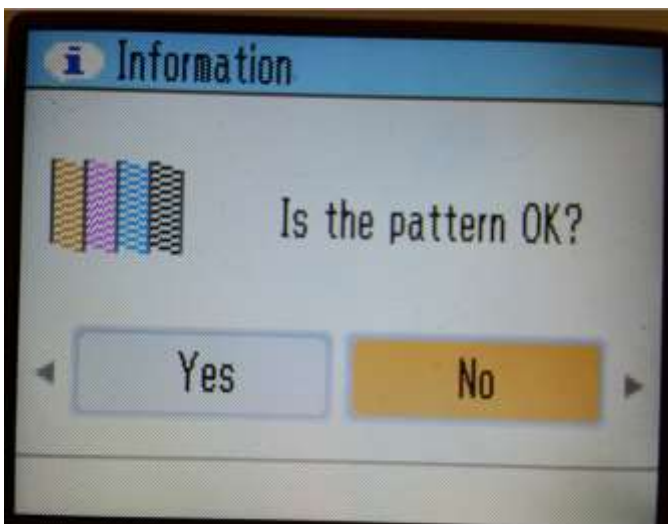 i Information
Is the pattern OK?
Yes
No